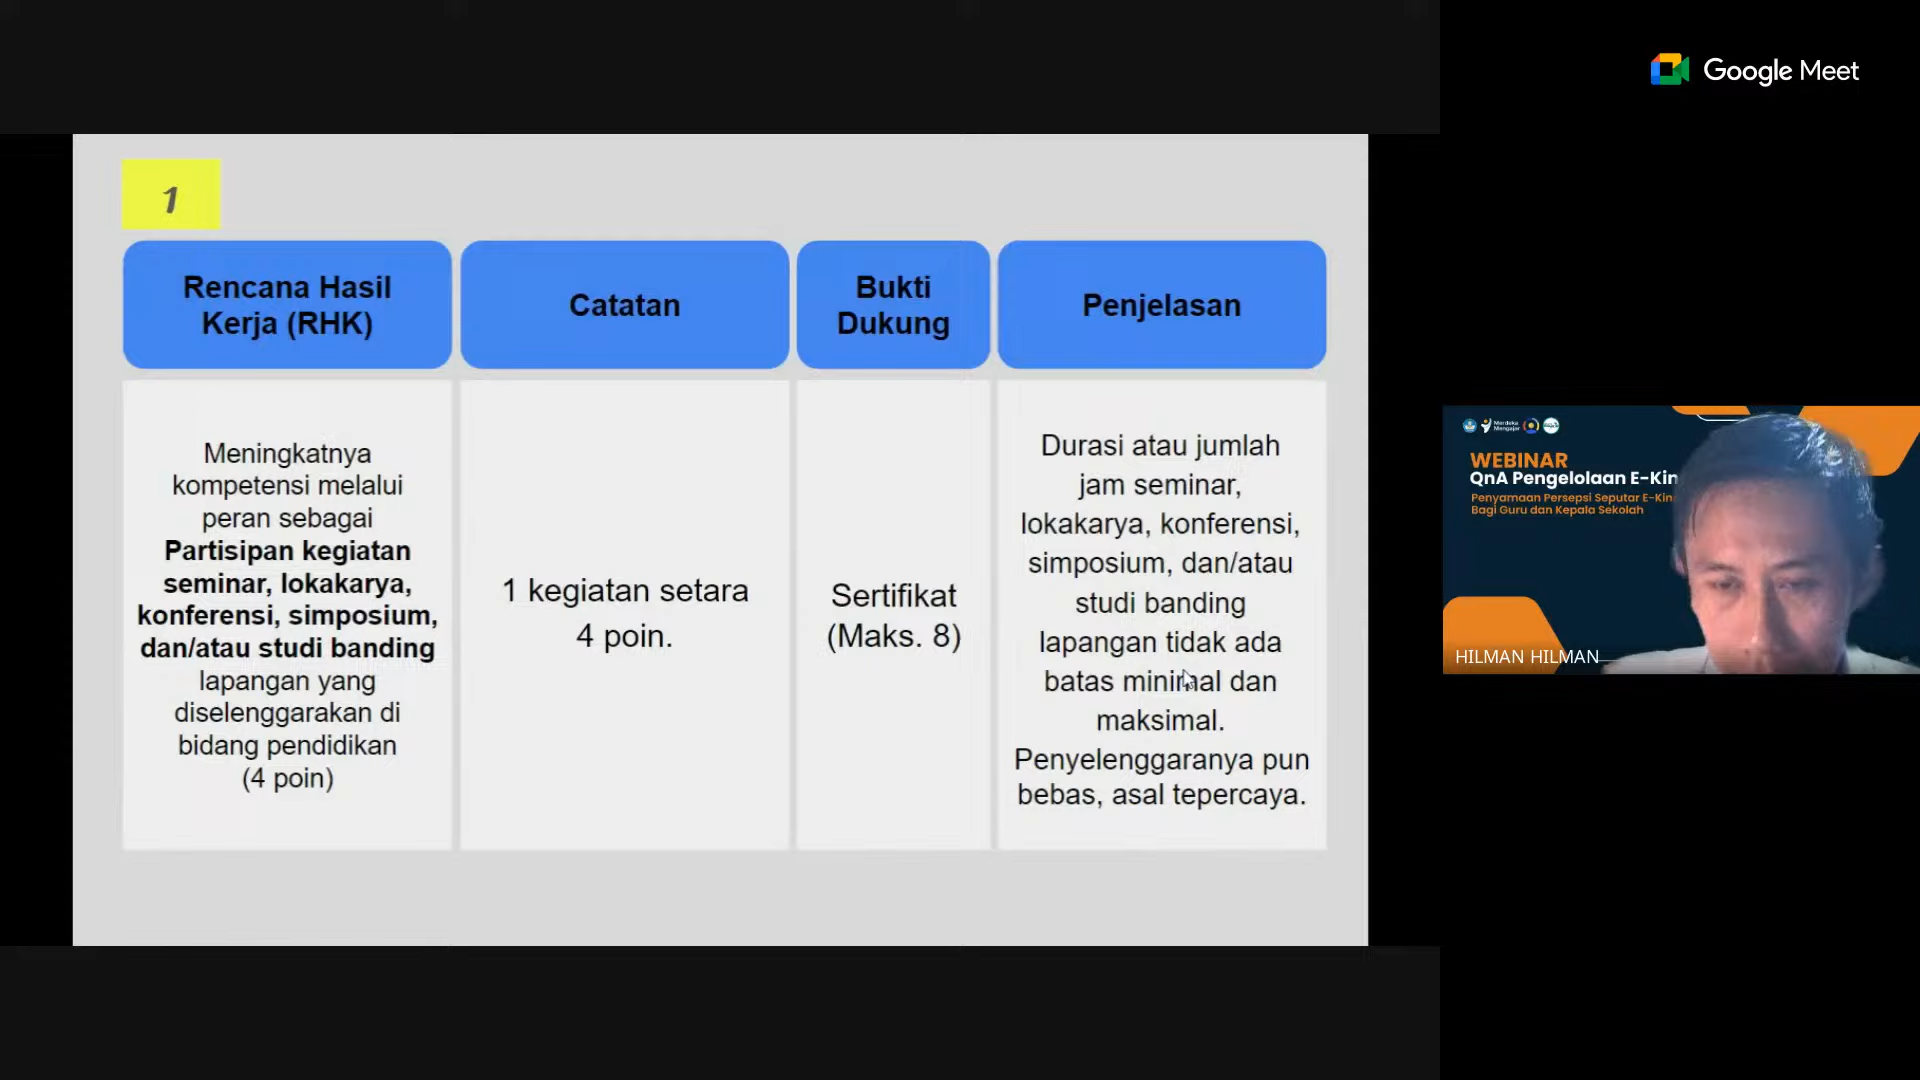 Google Meet
1
Rencana Hasil
Kerja (RHK)
Catatan
Bukti
Dukung
Penjelasan
Meningkatnya
kompetensi melalui
peran sebagai
Partisipan kegiatan
seminar, lokakarya,
konferensi, simposium,
dan/atau studi banding
lapangan yang
diselenggarakan di
bidang pendidikan
(4 poin)
1 kegiatan setara
4 poin.
Sertifikat
(Maks. 8)
Durasi atau jumlah
jam seminar,
lokakarya, konferensi,
simposium, dan/atau
studi banding
lapangan tidak ada
batas minimal dan
maksimal.
Penyelenggaranya pun
bebas, asal tepercaya.
Merdeka
Mengajar
WEBINAR
QnA Pengelolaan E-Kin
Penyamaan Persepsi Seputar E-Kin
Bagi Guru dan Kepala Sekolah
HILMAN HILMAN